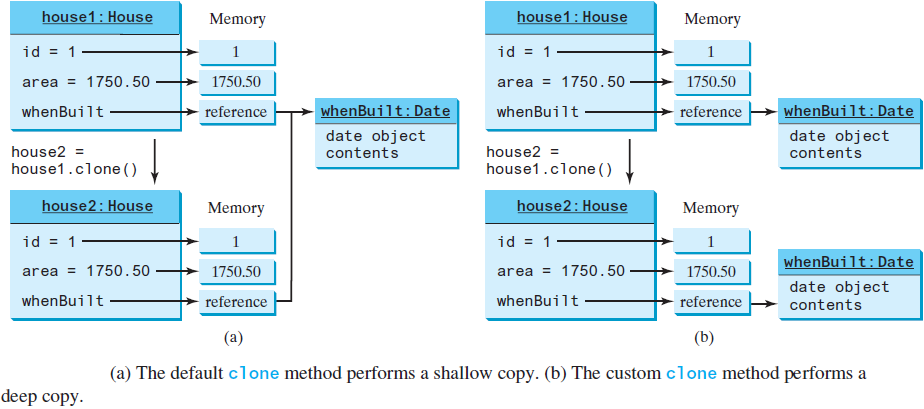 house1:House
Memory
id = 1
1
area = 1750.50
1750.50
whenBuilt
reference
whenBuilt:Date
date object
contents
house2 =
house1.clone()
house2:House
Memory
id = 1
1
area = 1750.50
1750.50
whenBuilt
reference
(a)
house1:House
Memory
id = 1
1
area = 1750.50
1750.50
whenBuilt
reference
whenBuilt:Date
date object
contents
house2 =
house1.clone()
house2:House
Memory
id = 1
1
area = 1750.50
1750.50
whenBuilt
reference
whenBuilt:Date
date object
contents
(b)
(a) The default clone method performs a shallow copy. (b) The custom clone method performs a
deep copy.